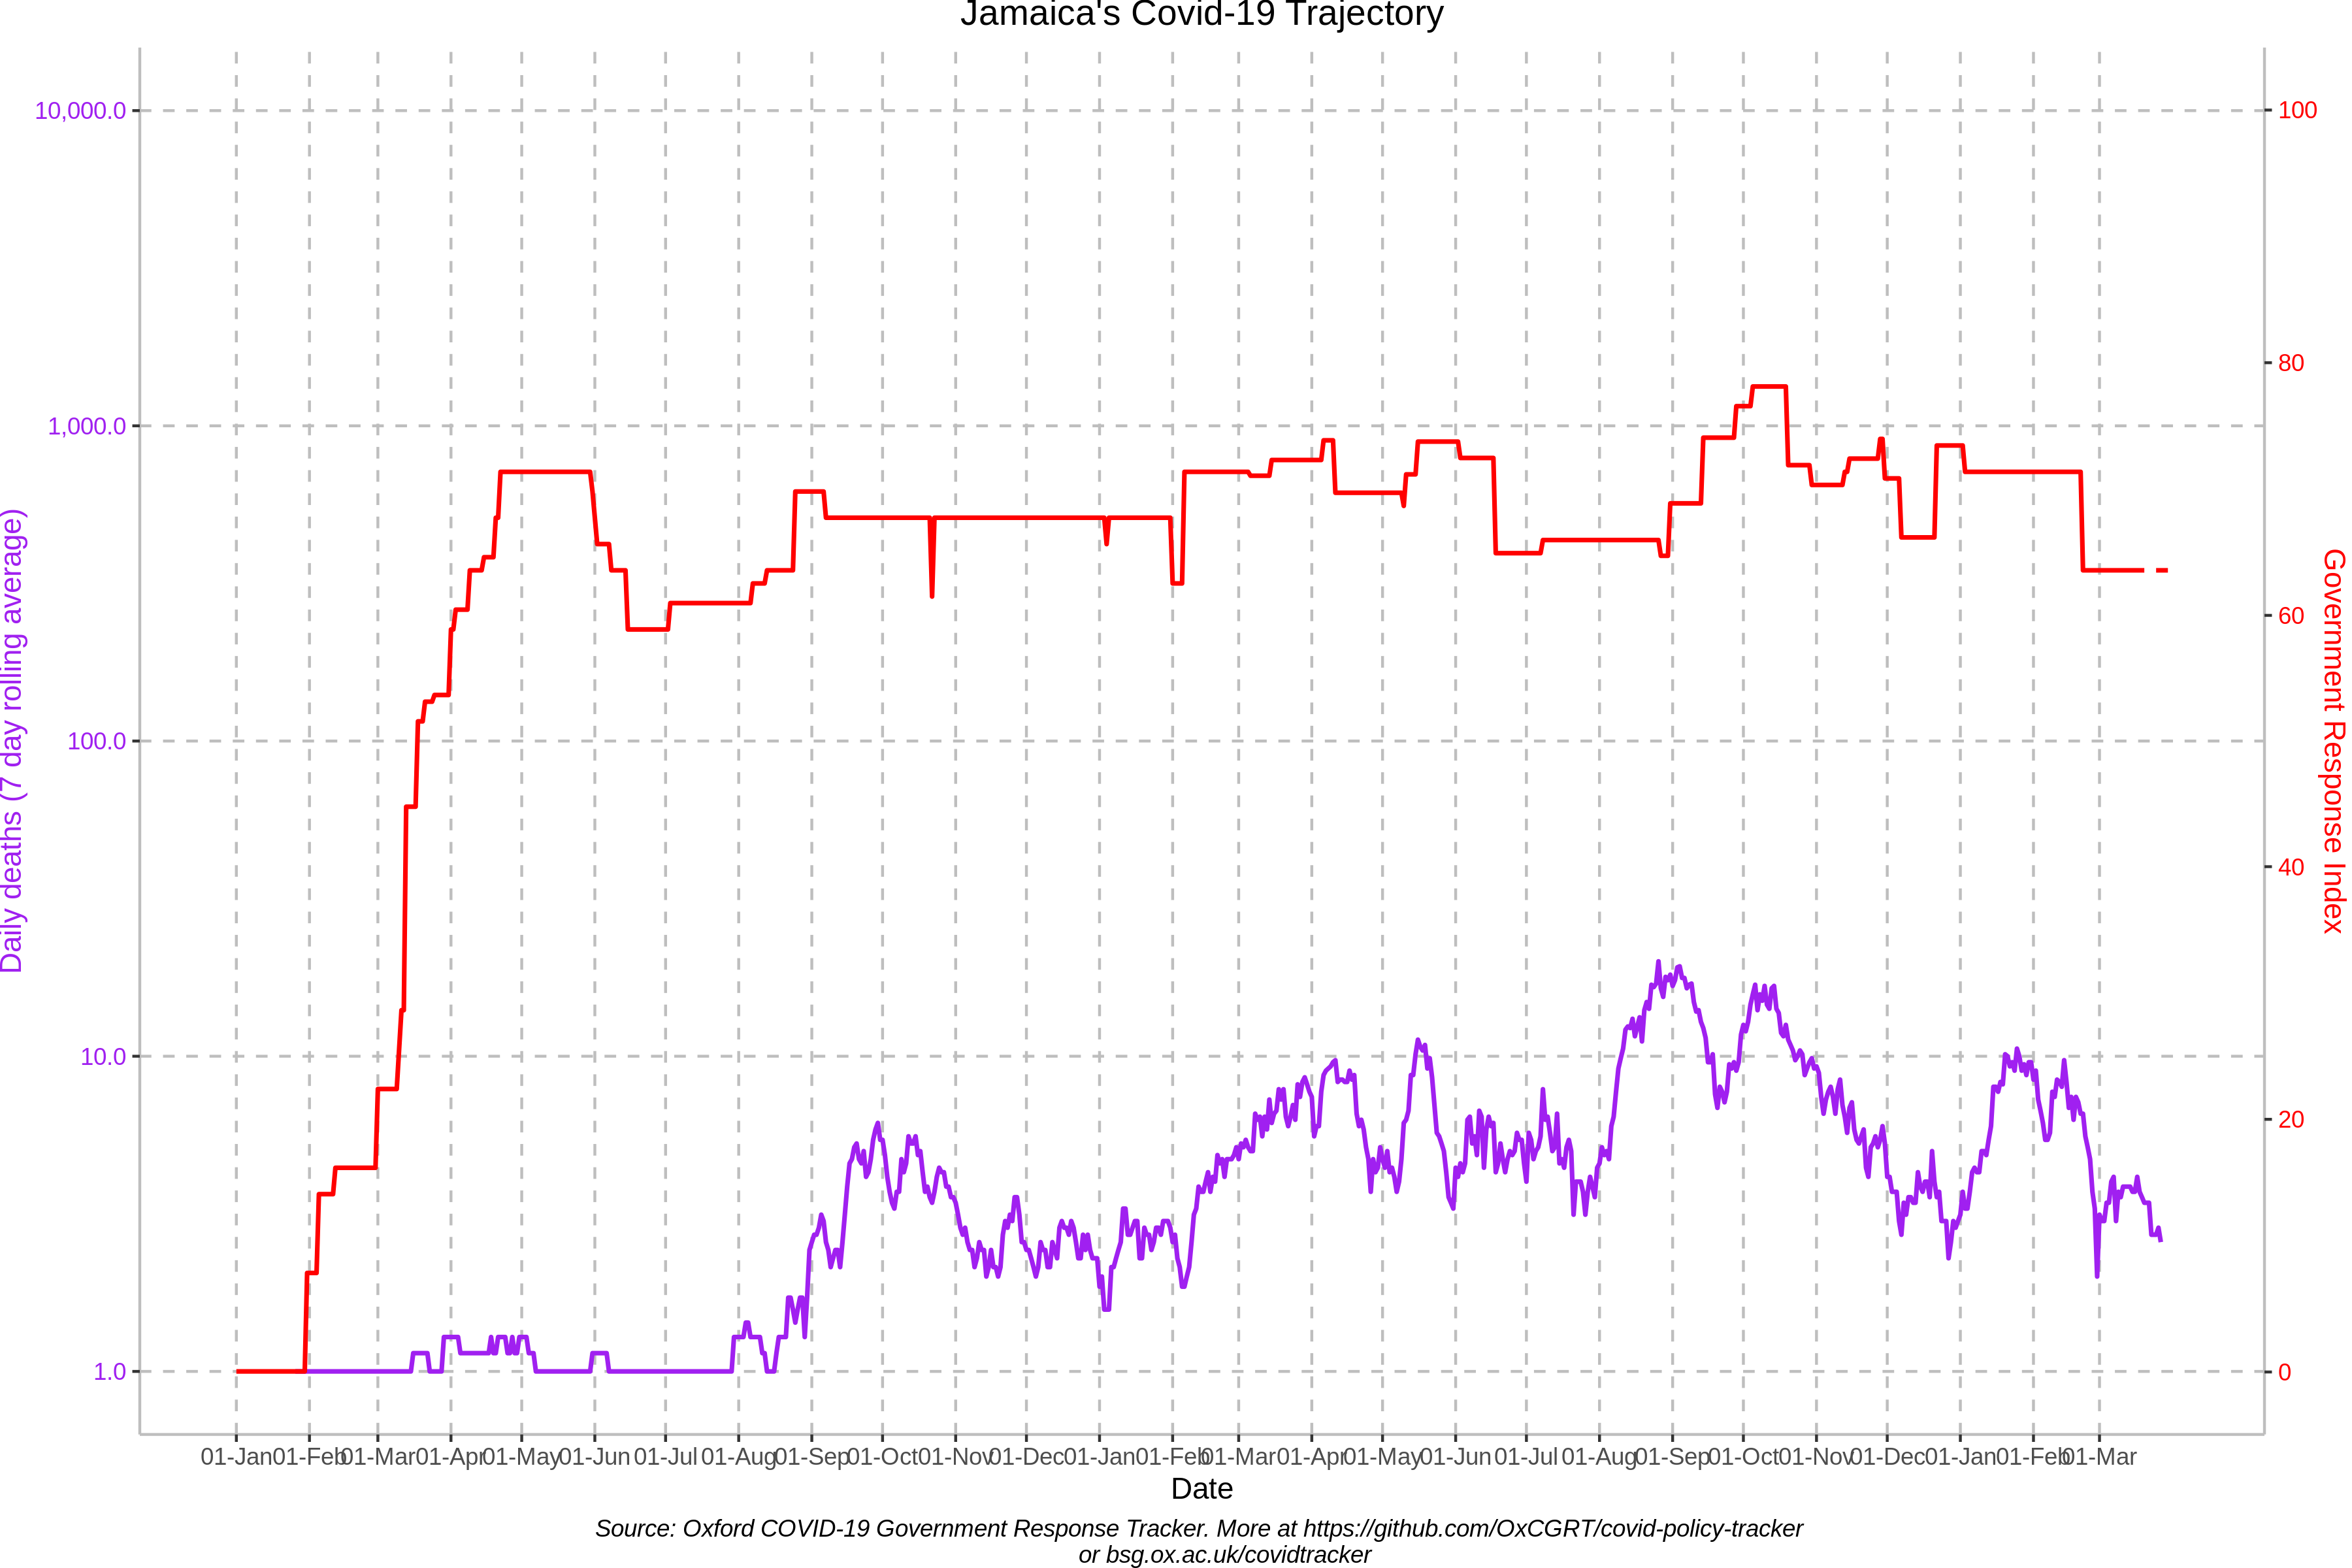 Jamaica's Covid-19 Trajectory
Daily deaths (7 day rolling average)
10,000.0
1,000.0
100.0
10.0
1.0
100
80
60
40
20
0
Government Response Index
01-Jan 01-Feb 01-Mar 01-Apr 01-May 01-Jun 01-Jul 01-Aug 01-Sep 01-Oct 01-Nov 01-Dec 01-Jan 01-Feb 01-Mar 01-Apr 01-May 01-Jun 01-Jul 01-Aug 01-Sep 01-Oct 01-Nov 01-Dec 01-Jan 01-Feb 01-Mar
Date
Source: Oxford COVID-19 Government Response Tracker. More at https://github.com/OxCGRT/covid-policy-tracker
or bsg.ox.ac.uk/covidtracker